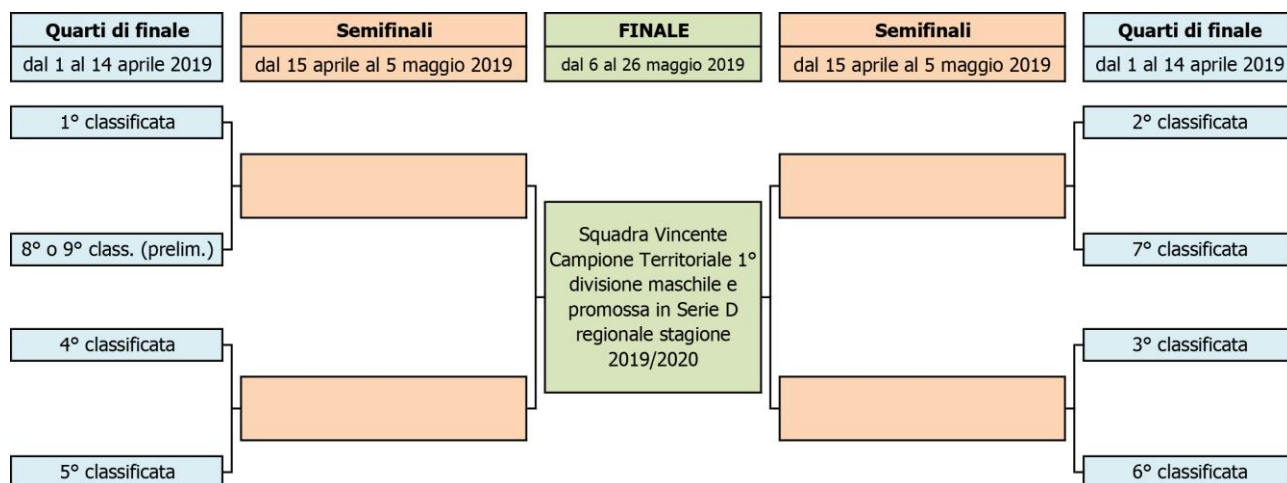 Quarti di finale
dal 1 al 14 aprile 2019
Semifinali
dal 15 aprile al 5 maggio 2019
FINALE
dal 6 al 26 maggio 2019
Semifinali
dal 15 aprile al 5 maggio 2019
Quarti di finale
dal 1 al 14 aprile 2019
1° classificata
8° o 9° class. (prelim.)
4° classificata
5° classificata
Squadra Vincente
Campione Territoriale 1°
divisione maschile e
promossa in Serie D
regionale stagione
2019/2020
2° classificata
7° classificata
3° classificata
6° classificata